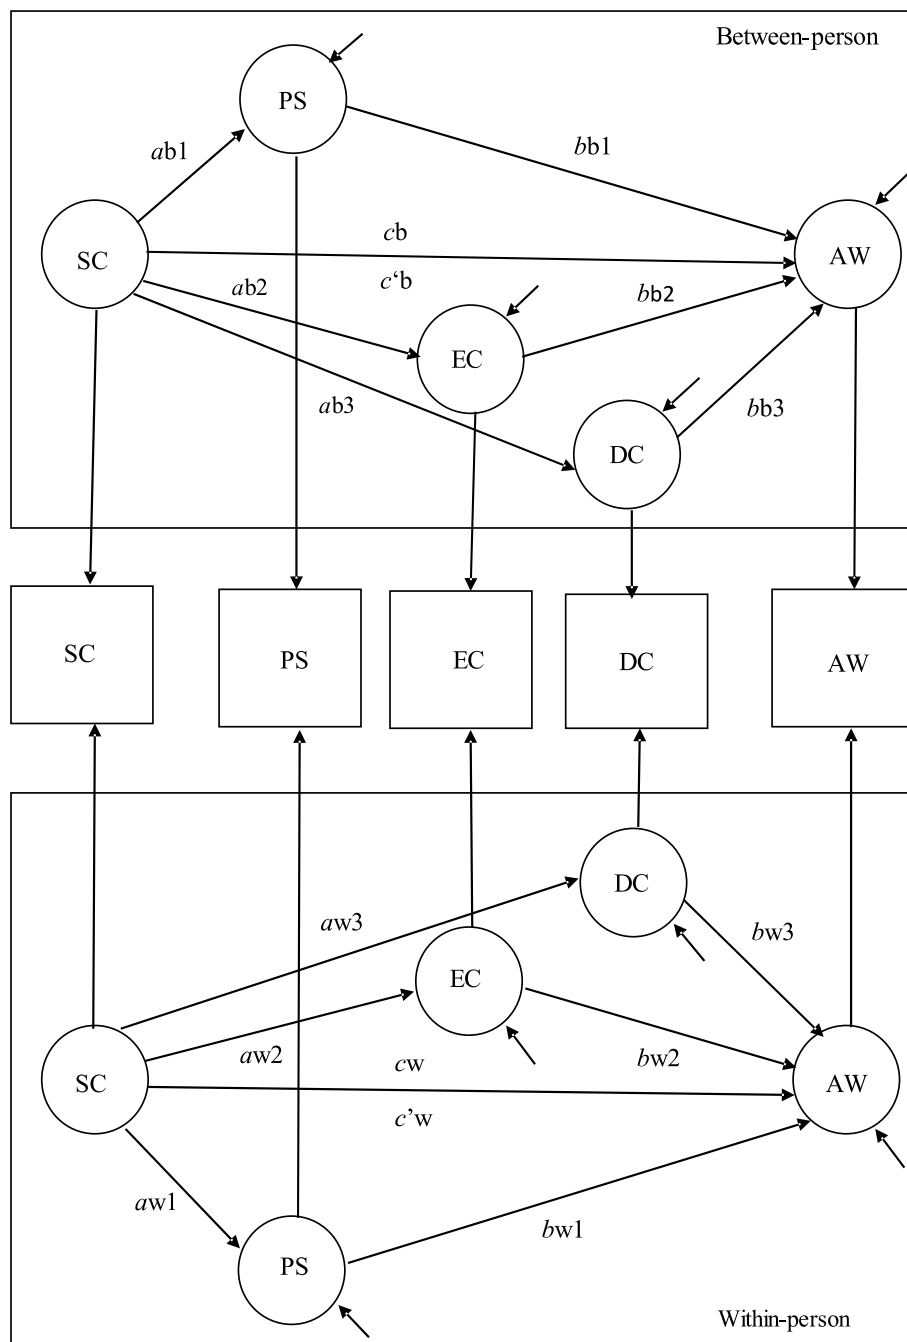 Between-person
PS
ab1
bb1
SC
cb
AW
c‘b
ab2
bb2
EC
ab3
bb3
DC
SC
PS
EC
DC
AW
DC
aw3
bw3
EC
aw2
cw
bw2
SC
AW
c’w
aw1
bw1
PS
Within-person